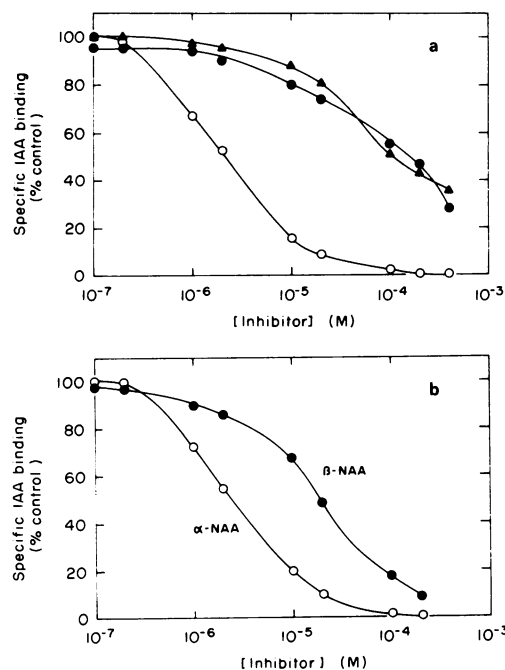 a
Specific IAA binding
(% control)
100
80
60
40
20
0
10⁻⁷
10⁻⁶
10⁻⁵
10⁻⁴
10⁻³
[Inhibitor] (M)
b
Specific IAA binding
(% control)
100
80
60
40
20
0
β-NAA
α-NAA
10⁻⁷
10⁻⁶
10⁻⁵
10⁻⁴
10⁻³
[Inhibitor] (M)